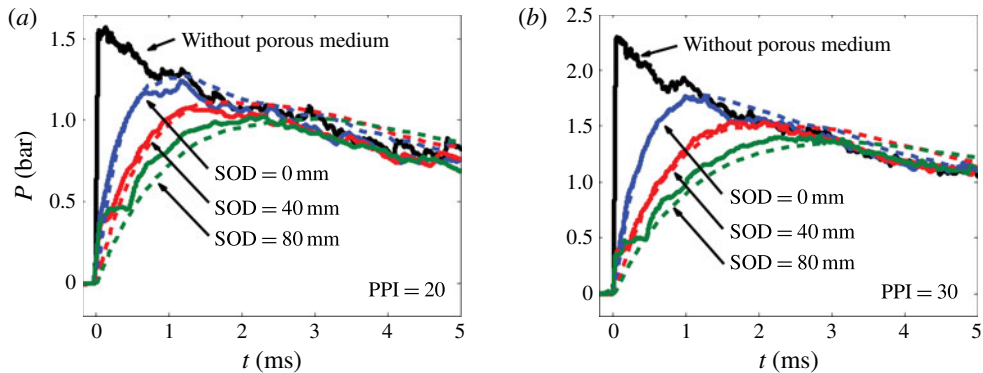 (a)
1.5
1.0
0.5
0
P (bar)
Without porous medium
SOD = 0 mm
SOD = 40 mm
SOD = 80 mm
PPI = 20
0 1 2 3 4 5
t (ms)
(b)
2.5
2.0
1.5
1.0
0.5
0
Without porous medium
SOD = 0 mm
SOD = 40 mm
SOD = 80 mm
PPI = 30
0 1 2 3 4 5
t (ms)